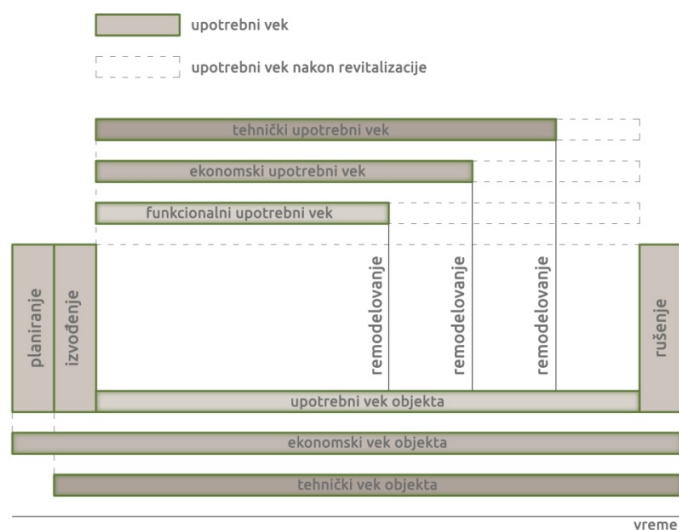 upotrebni vek
upotrebni vek nakon revitalizacije
tehnički upotrebni vek
ekonomski upotrebni vek
funkcionalni upotrebni vek
planiranje
izvođenje
remodelovanje
remodelovanje
remodelovanje
rušenje
upotrebni vek objekta
ekonomski vek objekta
tehnički vek objekta
vreme